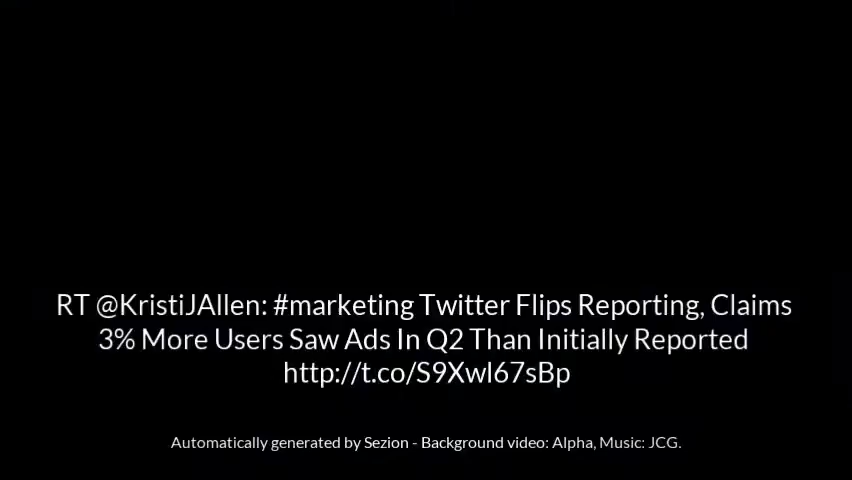 RT @KristiJAllen: #marketing Twitter Flips Reporting, Claims
3% More Users Saw Ads In Q2 Than Initially Reported
http://t.co/S9Xwl67sBp
Automatically generated by Sezion - Background video: Alpha, Music: JCG.